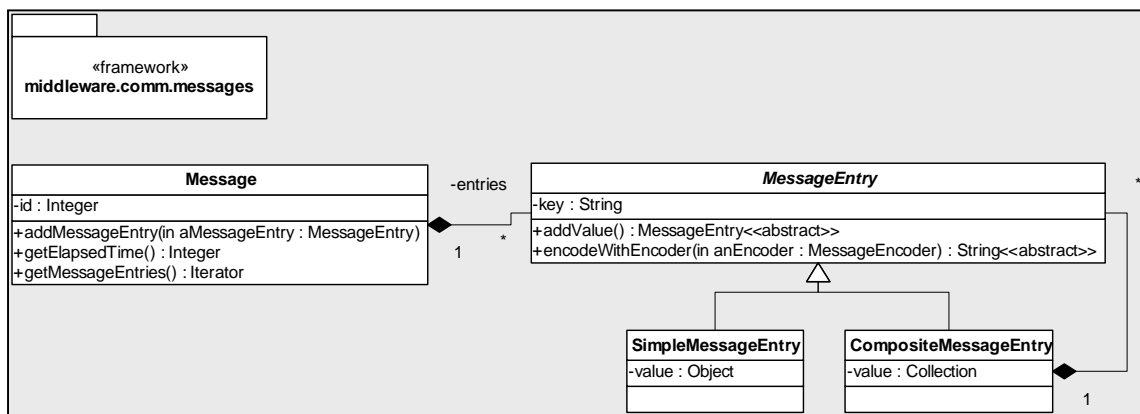 «framework»
middleware.comm.messages
Message
-id : Integer
+addMessageEntry(in aMessageEntry : MessageEntry)
+getElapsedTime() : Integer
+getMessageEntries() : Iterator
-entries
1
*
MessageEntry
-key : String
+addValue() : MessageEntry<<abstract>>
+encodeWithEncoder(in anEncoder : MessageEncoder) : String<<abstract>>
*
SimpleMessageEntry
-value : Object
CompositeMessageEntry
-value : Collection
1